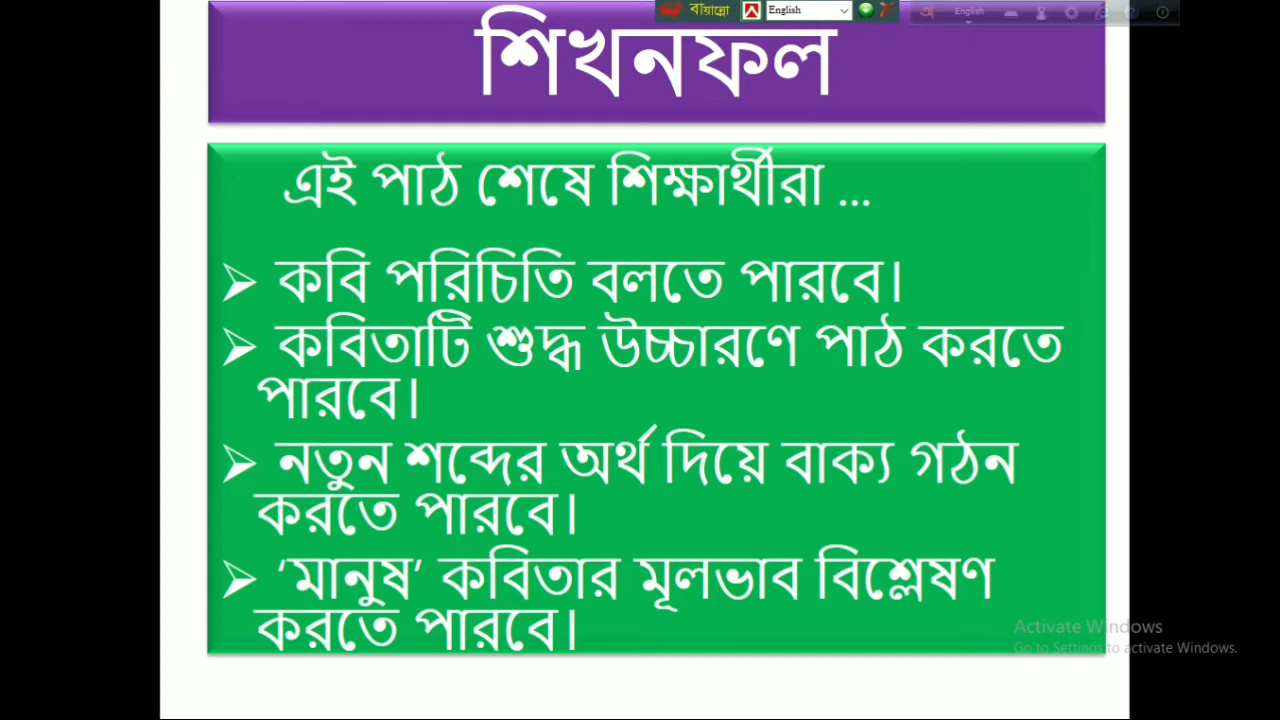 বায়ান্নো English English
শিখনফল
এই পাঠ শেষে শিক্ষার্থীরা ...
➢ কবি পরিচিতি বলতে পারবে।
➢ কবিতাটি শুদ্ধ উচ্চারণে পাঠ করতে
পারবে।
➢ নতুন শব্দের অর্থ দিয়ে বাক্য গঠন
করতে পারবে।
➢ ‘মানুষ’ কবিতার মূলভাব বিশ্লেষণ
করতে পারবে।
Activate Windows
Go to Settings to activate Windows.